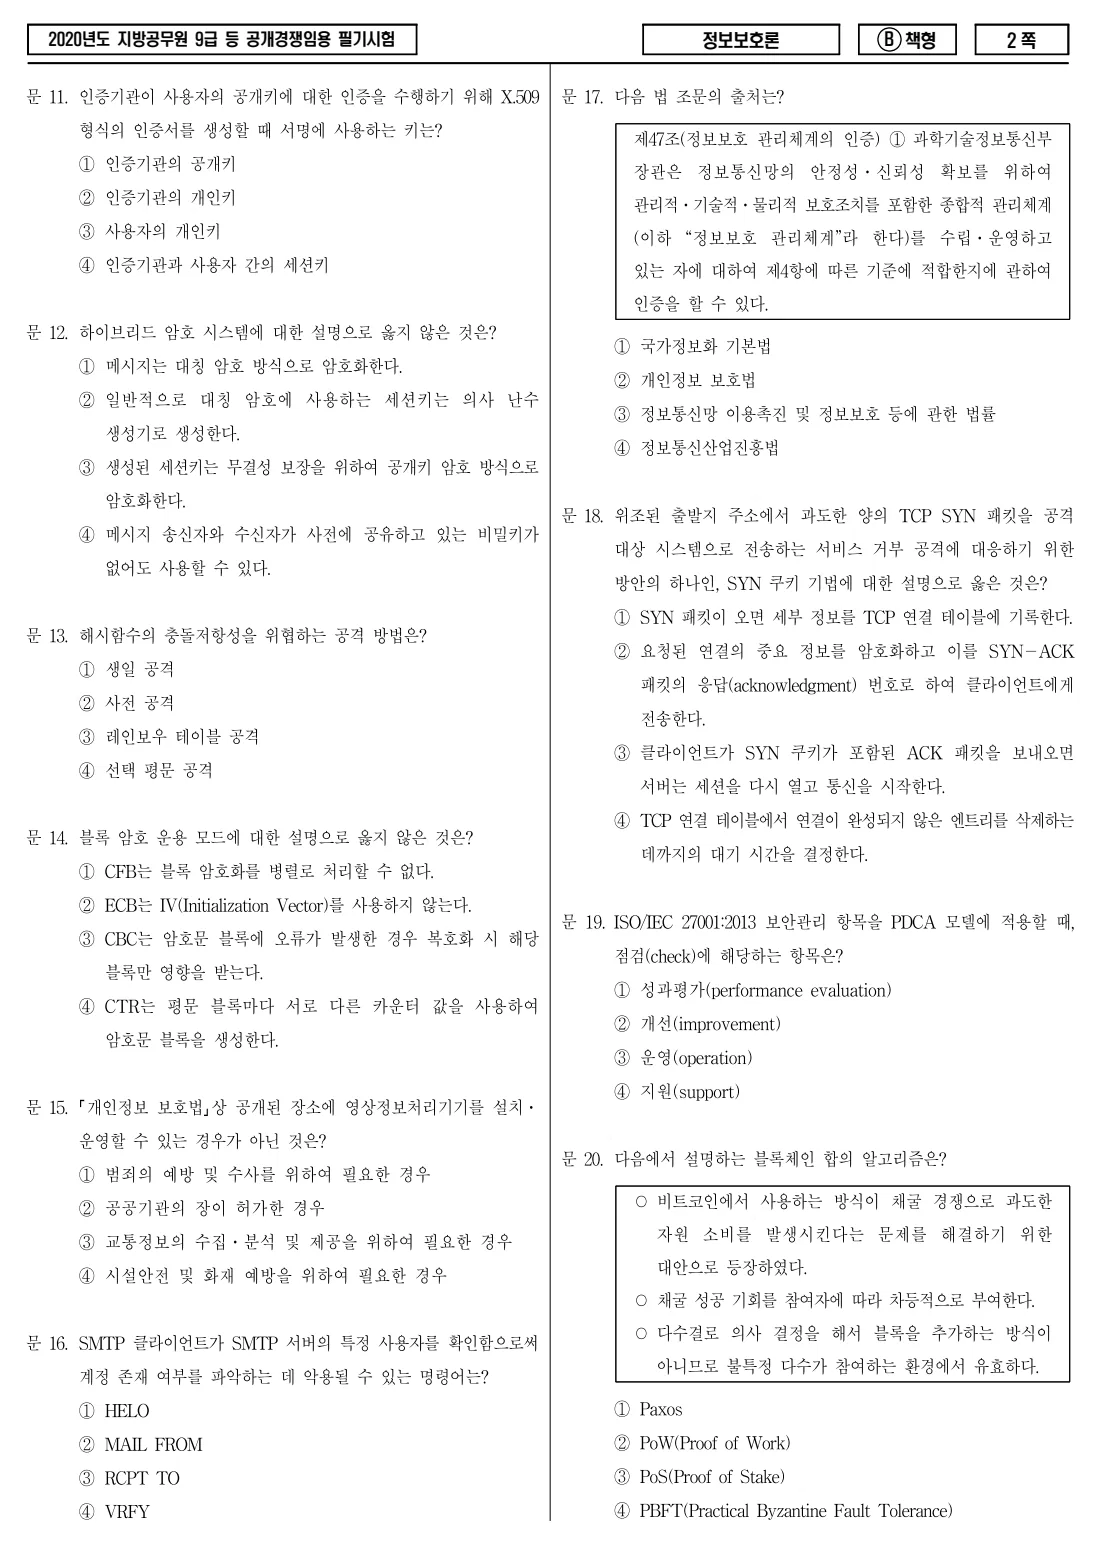 2020년도 지방공무원 9급 등 공개경쟁임용 필기시험
정보보호론
Ⓑ 책형
2 쪽
문 11. 인증기관이 사용자의 공개키에 대한 인증을 수행하기 위해 X.509
형식의 인증서를 생성할 때 서명에 사용하는 키는?
① 인증기관의 공개키
② 인증기관의 개인키
③ 사용자의 개인키
④ 인증기관과 사용자 간의 세션키
문 12. 하이브리드 암호 시스템에 대한 설명으로 옳지 않은 것은?
① 메시지는 대칭 암호 방식으로 암호화한다.
② 일반적으로 대칭 암호에 사용하는 세션키는 의사 난수
생성기로 생성한다.
③ 생성된 세션키는 무결성 보장을 위하여 공개키 암호 방식으로
암호화한다.
④ 메시지 송신자와 수신자가 사전에 공유하고 있는 비밀키가
없어도 사용할 수 있다.
문 13. 해시함수의 충돌저항성을 위협하는 공격 방법은?
① 생일 공격
② 사전 공격
③ 레인보우 테이블 공격
④ 선택 평문 공격
문 14. 블록 암호 운용 모드에 대한 설명으로 옳지 않은 것은?
① CFB는 블록 암호화를 병렬로 처리할 수 없다.
② ECB는 IV(Initialization Vector)를 사용하지 않는다.
③ CBC는 암호문 블록에 오류가 발생한 경우 복호화 시 해당
블록만 영향을 받는다.
④ CTR는 평문 블록마다 서로 다른 카운터 값을 사용하여
암호문 블록을 생성한다.
문 15. 「개인정보 보호법」상 공개된 장소에 영상정보처리기기를 설치·
운영할 수 있는 경우가 아닌 것은?
① 범죄의 예방 및 수사를 위하여 필요한 경우
② 공공기관의 장이 허가한 경우
③ 교통정보의 수집·분석 및 제공을 위하여 필요한 경우
④ 시설안전 및 화재 예방을 위하여 필요한 경우
문 16. SMTP 클라이언트가 SMTP 서버의 특정 사용자를 확인함으로써
계정 존재 여부를 파악하는 데 악용될 수 있는 명령어는?
① HELO
② MAIL FROM
③ RCPT TO
④ VRFY
문 17. 다음 법 조문의 출처는?
제47조(정보보호 관리체계의 인증) ① 과학기술정보통신부
장관은 정보통신망의 안정성·신뢰성 확보를 위하여
관리적·기술적·물리적 보호조치를 포함한 종합적 관리체계
(이하 “정보보호 관리체계”라 한다)를 수립·운영하고
있는 자에 대하여 제4항에 따른 기준에 적합한지에 관하여
인증을 할 수 있다.
① 국가정보화 기본법
② 개인정보 보호법
③ 정보통신망 이용촉진 및 정보보호 등에 관한 법률
④ 정보통신산업진흥법
문 18. 위조된 출발지 주소에서 과도한 양의 TCP SYN 패킷을 공격
대상 시스템으로 전송하는 서비스 거부 공격에 대응하기 위한
방안의 하나인, SYN 쿠키 기법에 대한 설명으로 옳은 것은?
① SYN 패킷이 오면 세부 정보를 TCP 연결 테이블에 기록한다.
② 요청된 연결의 중요 정보를 암호화하고 이를 SYN-ACK
패킷의 응답(acknowledgment) 번호로 하여 클라이언트에게
전송한다.
③ 클라이언트가 SYN 쿠키가 포함된 ACK 패킷을 보내오면
서버는 세션을 다시 열고 통신을 시작한다.
④ TCP 연결 테이블에서 연결이 완성되지 않은 엔트리를 삭제하는
데까지의 대기 시간을 결정한다.
문 19. ISO/IEC 27001:2013 보안관리 항목을 PDCA 모델에 적용할 때,
점검(check)에 해당하는 항목은?
① 성과평가(performance evaluation)
② 개선(improvement)
③ 운영(operation)
④ 지원(support)
문 20. 다음에서 설명하는 블록체인 합의 알고리즘은?
○ 비트코인에서 사용하는 방식이 채굴 경쟁으로 과도한
자원 소비를 발생시킨다는 문제를 해결하기 위한
대안으로 등장하였다.
○ 채굴 성공 기회를 참여자에 따라 차등적으로 부여한다.
○ 다수결로 의사 결정을 해서 블록을 추가하는 방식이
아니므로 불특정 다수가 참여하는 환경에서 유효하다.
① Paxos
② PoW(Proof of Work)
③ PoS(Proof of Stake)
④ PBFT(Practical Byzantine Fault Tolerance)